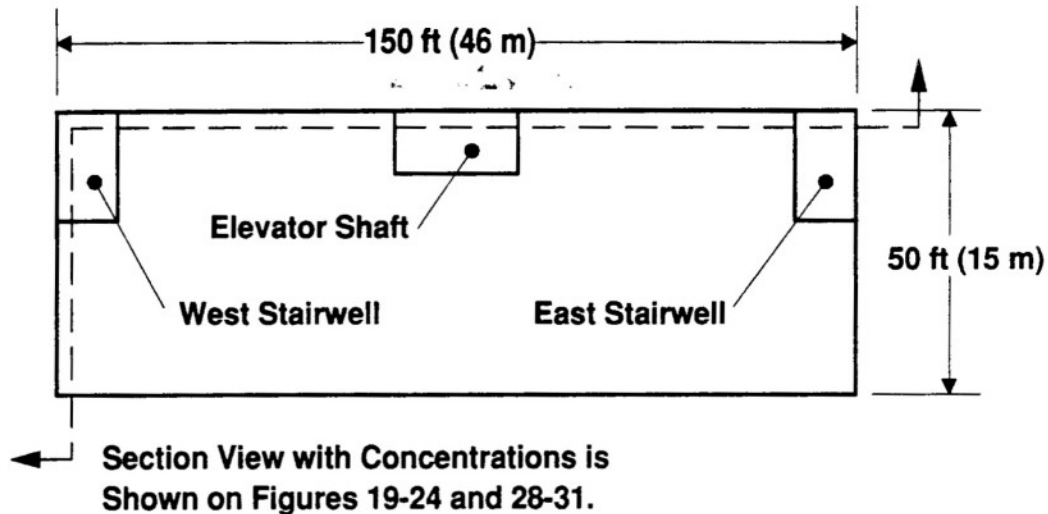 150 ft (46 m)
Elevator Shaft
50 ft (15 m)
West Stairwell
East Stairwell
Section View with Concentrations is
Shown on Figures 19-24 and 28-31.